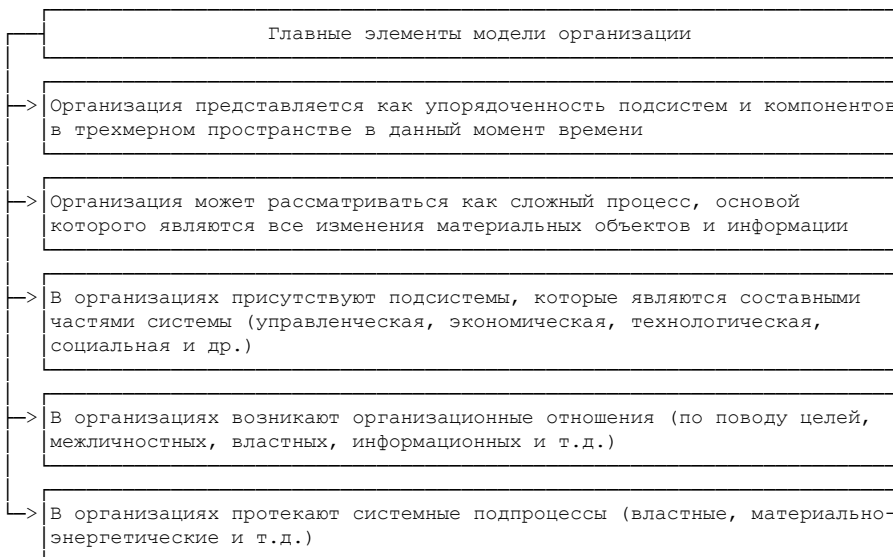 Главные элементы модели организации
Организация представляется как упорядоченность подсистем и компонентов
в трехмерном пространстве в данный момент времени
Организация может рассматриваться как сложный процесс, основой
которого являются все изменения материальных объектов и информации
В организациях присутствуют подсистемы, которые являются составными
частями системы (управленческая, экономическая, технологическая,
социальная и др.)
В организациях возникают организационные отношения (по поводу целей,
межличностных, властных, информационных и т.д.)
В организациях протекают системные подпроцессы (властные, материально-
энергетические и т.д.)